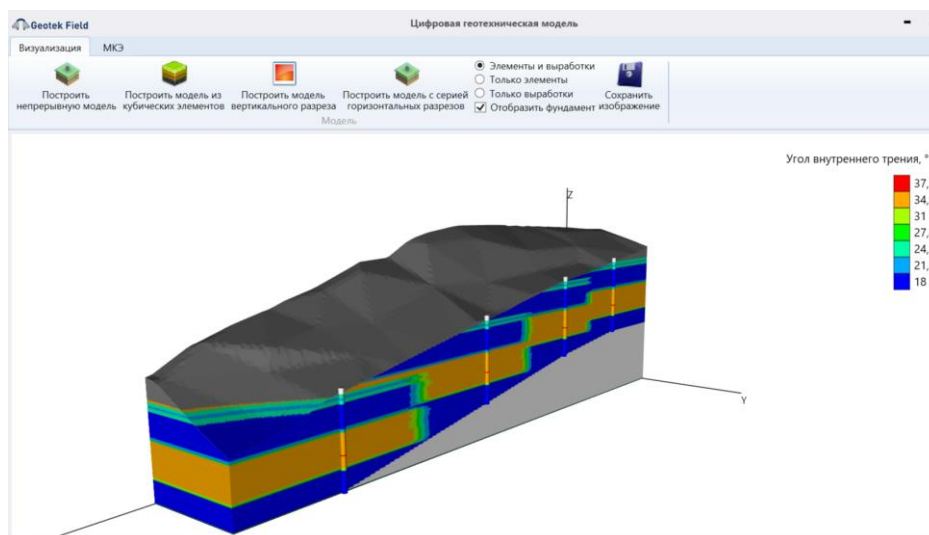 Geotek Field
Цифровая геотехническая модель
Визуализация МКЭ
Построить непрерывную модель
Построить модель из кубических элементов
Построить модель вертикального разреза
Построить модель с серией горизонтальных разрезов
Элементы и выработки
Только элементы
Только выработки
Отобразить фундамент
Сохранить изображение
Модель
Угол внутреннего трения, °
37,
34,
31
27,
24,
21,
18
Z
Y